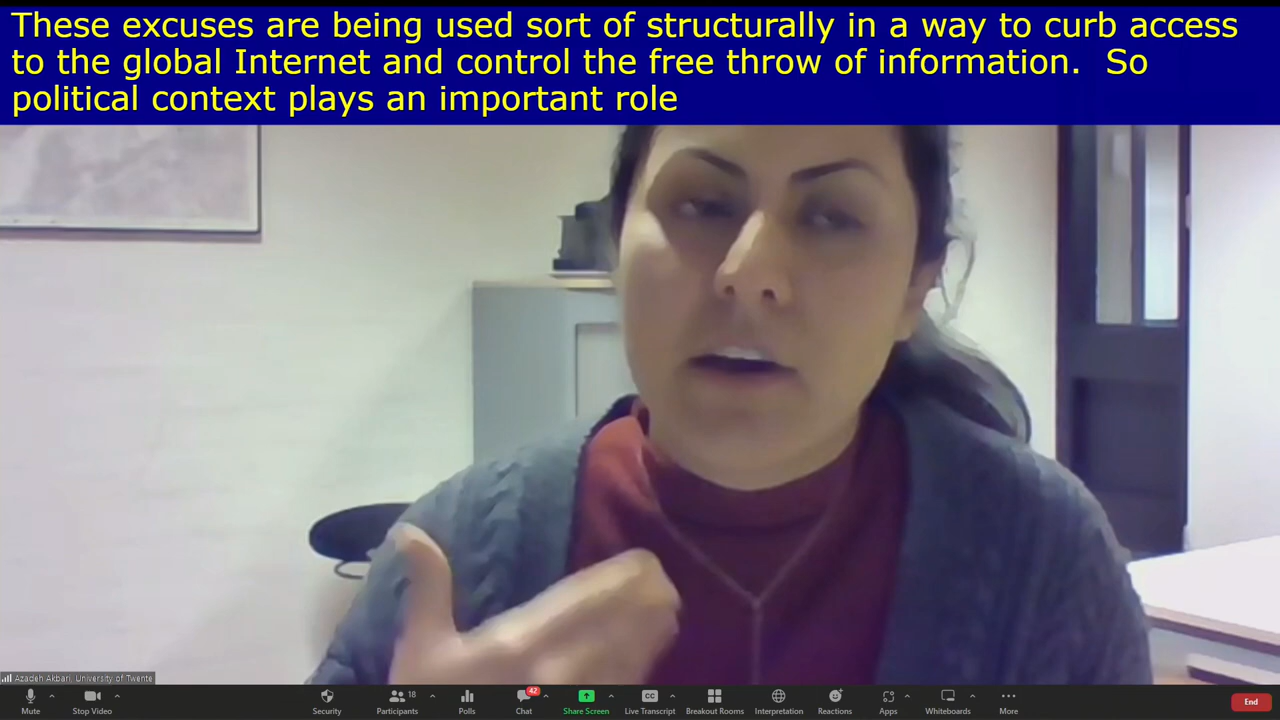 These excuses are being used sort of structurally in a way to curb access
to the global Internet and control the free throw of information.  So
political context plays an important role
Azadeh Akbari, University of Twente
Mute
Stop Video
Security
18
Participants
Polls
42
Chat
Share Screen
CC
Live Transcript
Breakout Rooms
Interpretation
Reactions
Apps
Whiteboards
More
End